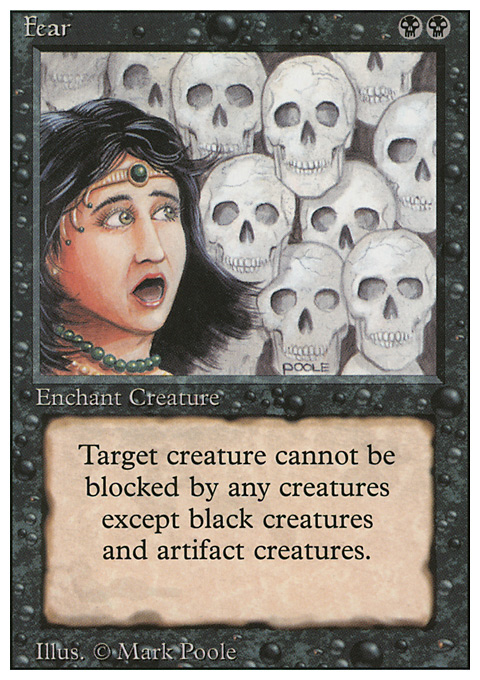 Fear
POOLE
Enchant Creature
Target creature cannot be
blocked by any creatures
except black creatures
and artifact creatures.
Illus. © Mark Poole